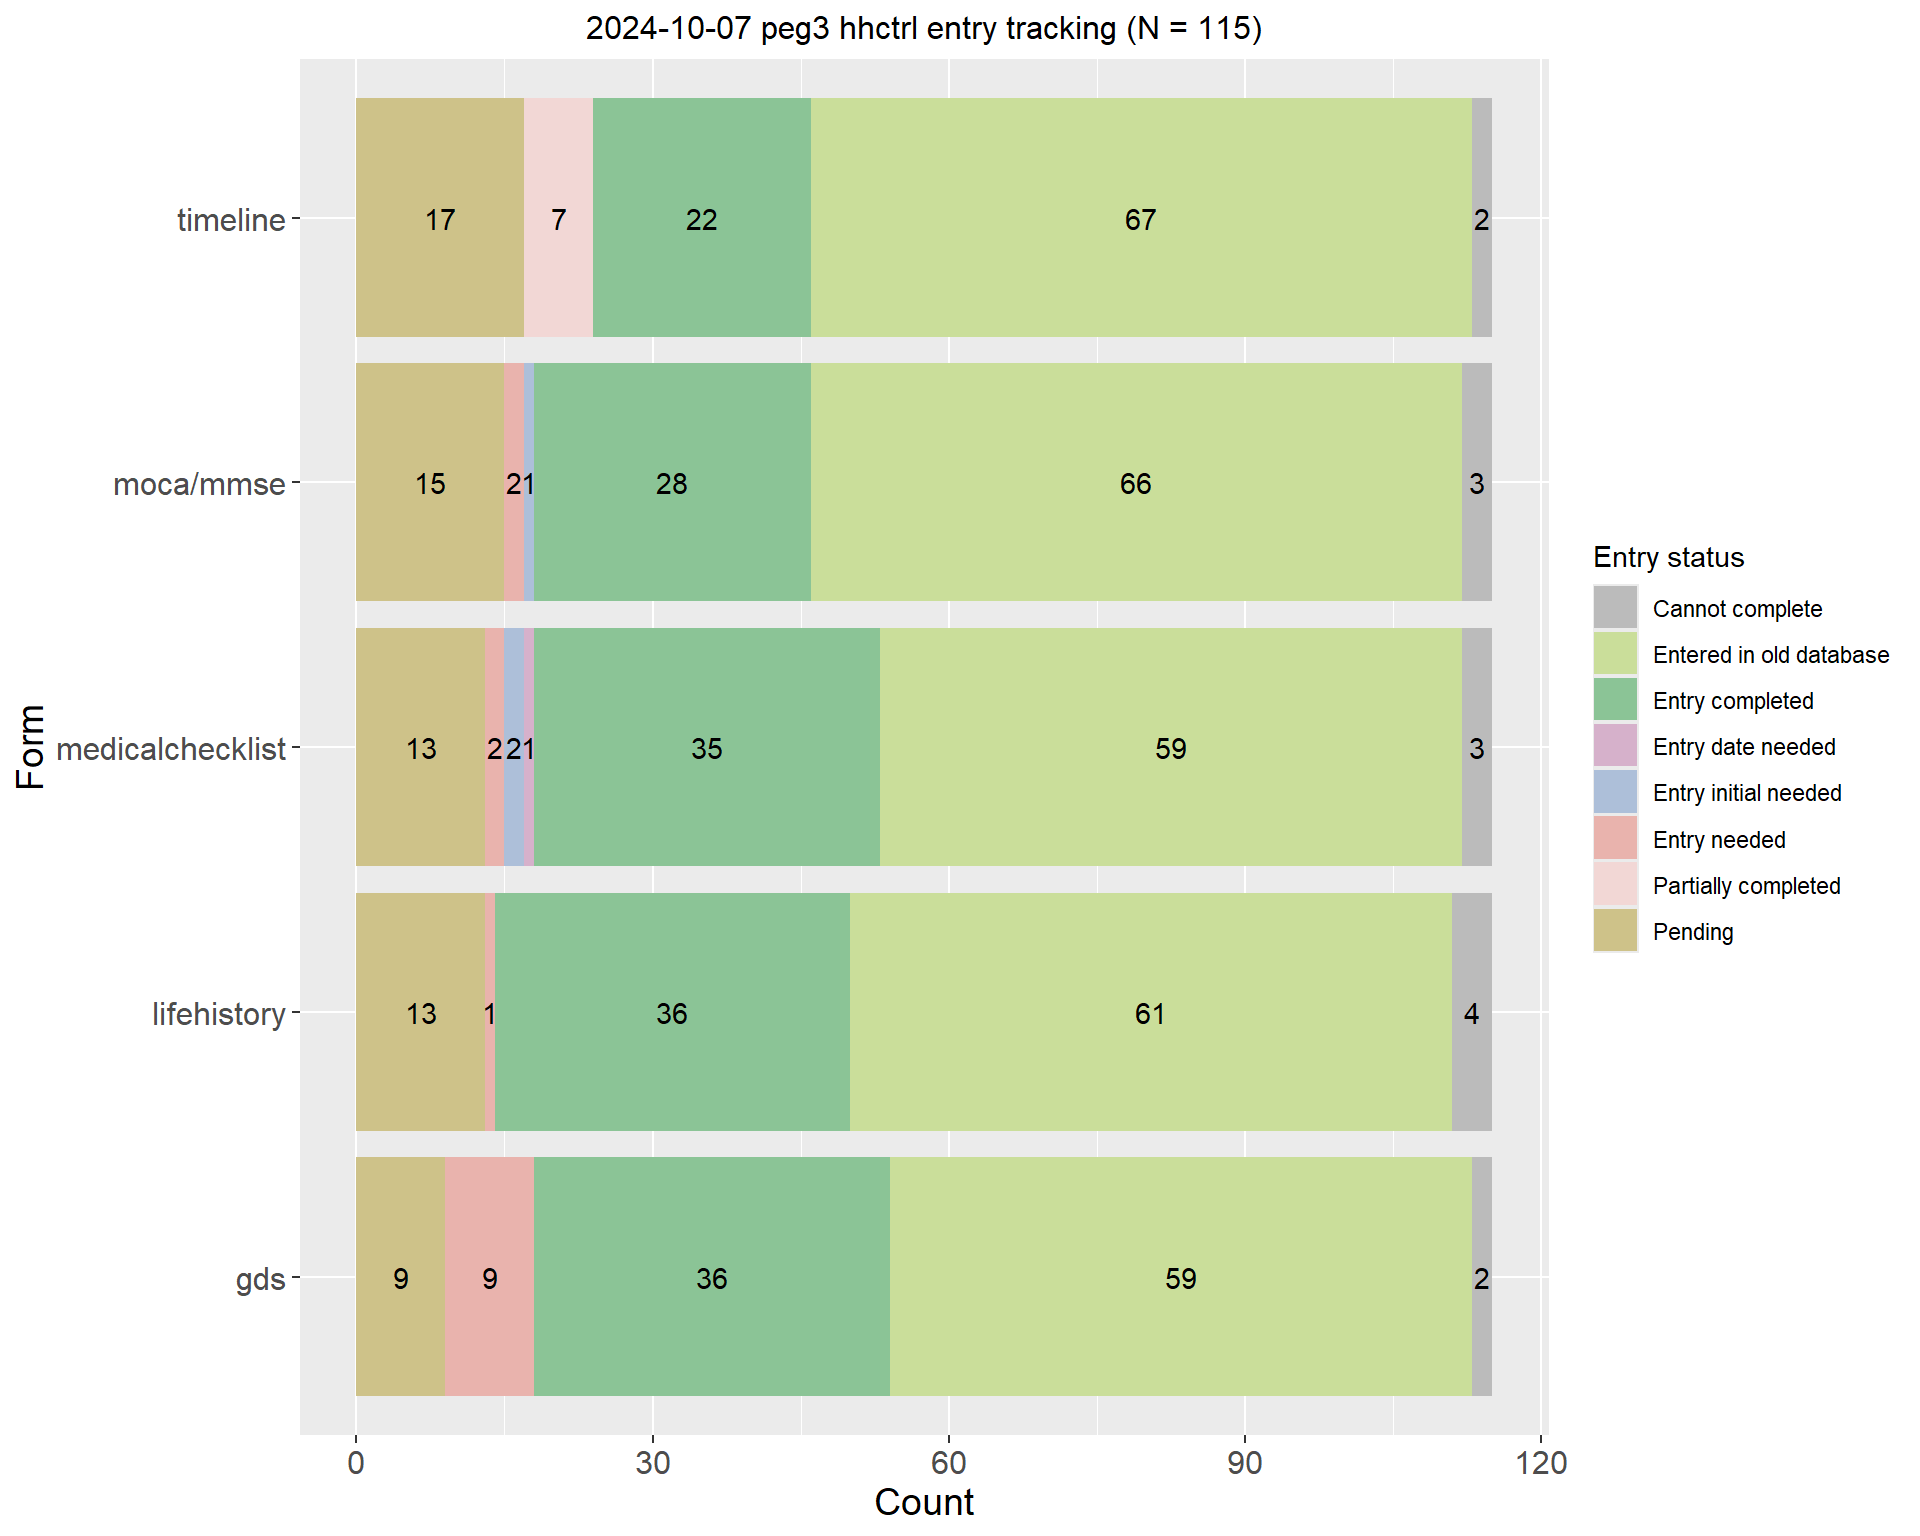 2024-10-07 peg3 hhctrl entry tracking (N = 115)
timeline
17 7 22 67 2
moca/mmse
15 2 1 28 66 3
medicalchecklist
13 2 2 1 35 59 3
lifehistory
13 1 36 61 4
gds
9 9 36 59 2
Form
0 30 60 90 120
Count
Entry status
Cannot complete
Entered in old database
Entry completed
Entry date needed
Entry initial needed
Entry needed
Partially completed
Pending